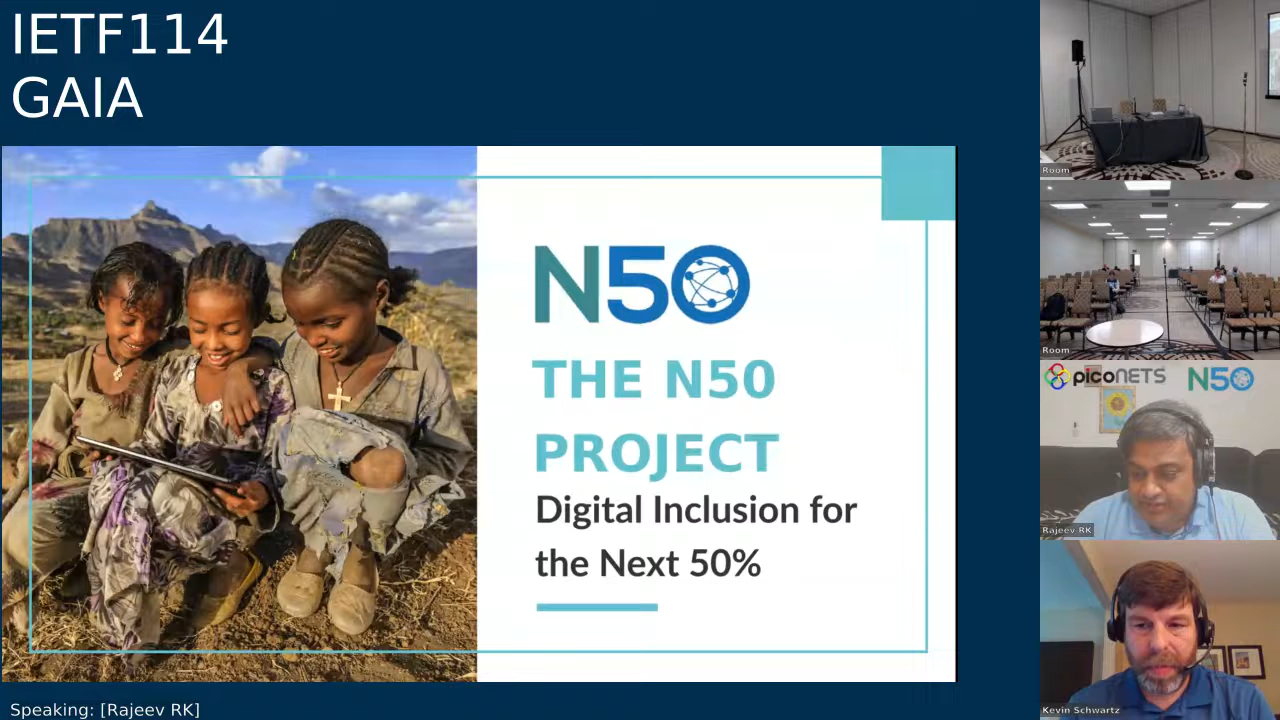 IETF114
GAIA
N50
THE N50
PROJECT
Digital Inclusion for
the Next 50%
Speaking: [Rajeev RK]
Room
Room
picoNETS N50
Rajeev RK
Kevin Schwartz